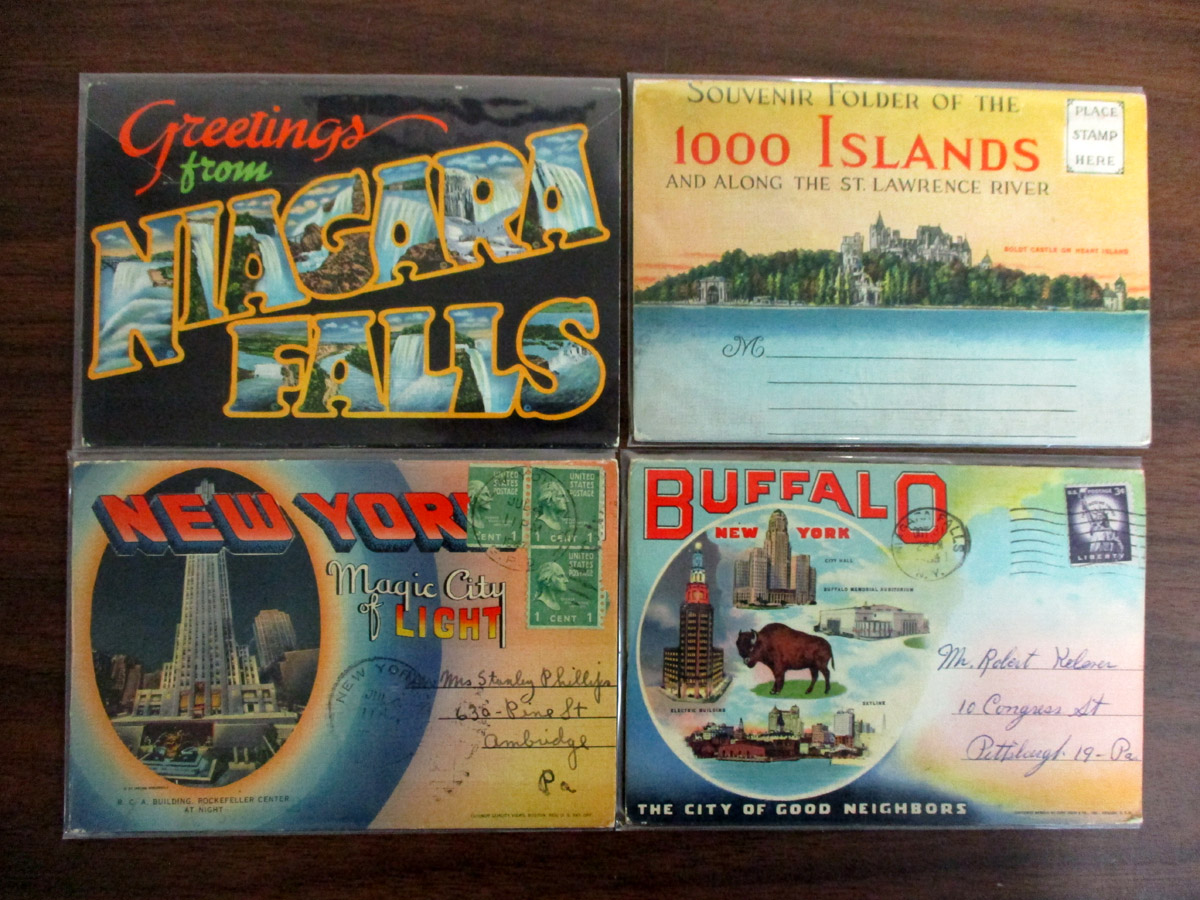 Greetings
from
NIAGARA
FALLS
SOUVENIR FOLDER OF THE
1000 ISLANDS
AND ALONG THE ST. LAWRENCE RIVER
PLACE
STAMP
HERE
BOLDT CASTLE ON HEART ISLAND
M
NEW YORK
Magic City
of LIGHT
UNITED
STATES
POSTAGE
CENT 1
UNITED
STATES
POSTAGE
1 CENT 1
UNITED
STATES
POSTAGE
1 CENT 1
NEW YORK
Mrs Stanley Phillips
630-Pine St
Ambridge
Pa
R. C. A. BUILDING, ROCKEFELLER CENTER
AT NIGHT
BUFFALO
NEW YORK
CITY HALL
BUFFALO MEMORIAL AUDITORIUM
ELECTRIC BUILDING
SKYLINE
THE CITY OF GOOD NEIGHBORS
U.S. POSTAGE 3¢
LIBERTY
FALLS
N.Y.
Mr. Robert
10 Congress St
Pittsburgh 19-Pa